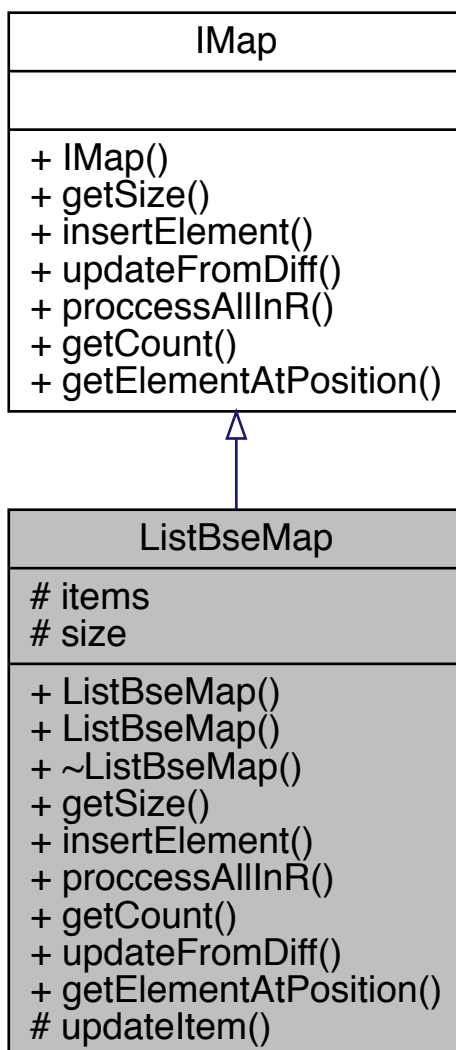 IMap
+ IMap()
+ getSize()
+ insertElement()
+ updateFromDiff()
+ proccessAllInR()
+ getCount()
+ getElementAtPosition()
ListBseMap
# items
# size
+ ListBseMap()
+ ListBseMap()
+ ~ListBseMap()
+ getSize()
+ insertElement()
+ proccessAllInR()
+ getCount()
+ updateFromDiff()
+ getElementAtPosition()
# updateItem()